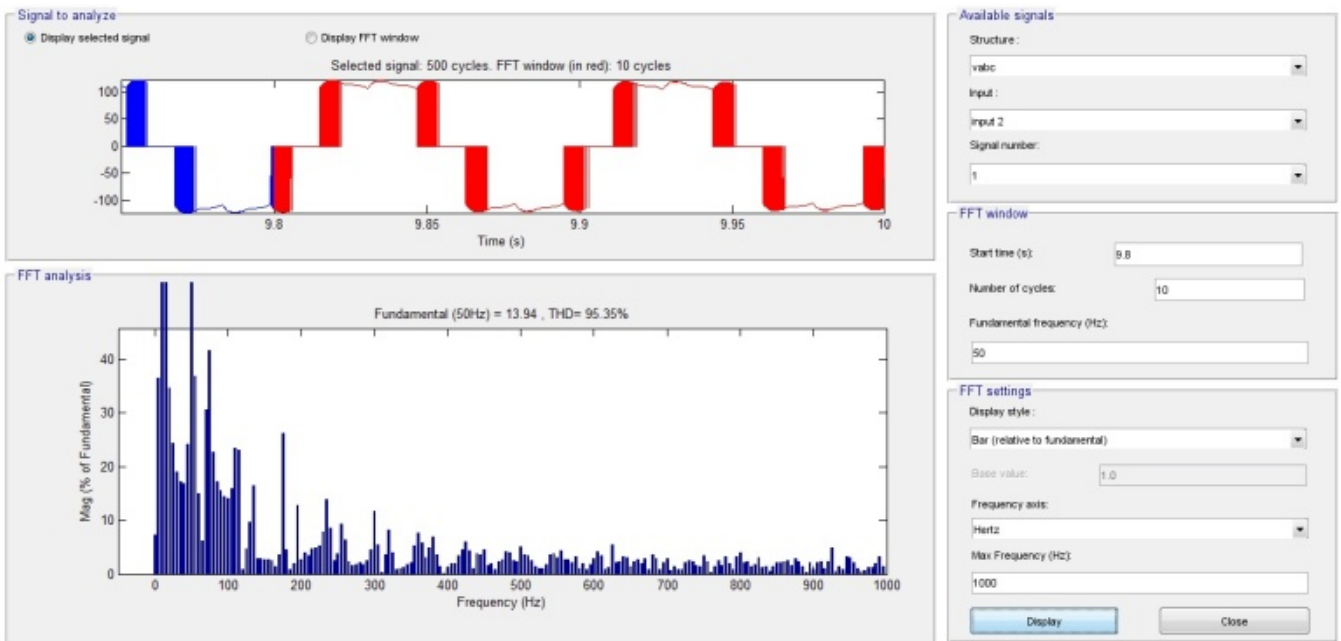 Signal to analyze
Display selected signal
Display FFT window
Selected signal: 500 cycles. FFT window (in red): 10 cycles
100
50
0
-50
-100
9.8
9.85
9.9
9.95
10
Time (s)
FFT analysis
Fundamental (50Hz) = 13.94 , THD= 95.35%
Mag (% of Fundamental)
40
30
20
10
0
0
100
200
300
400
500
600
700
800
900
1000
Frequency (Hz)
Available signals
Structure :
vabc
Input :
input 2
Signal number:
1
FFT window
Start time (s):
9.8
Number of cycles:
10
Fundamental frequency (Hz):
50
FFT settings
Display style :
Bar (relative to fundamental)
Base value:
1.0
Frequency axis:
Hertz
Max Frequency (Hz):
1000
Display
Close